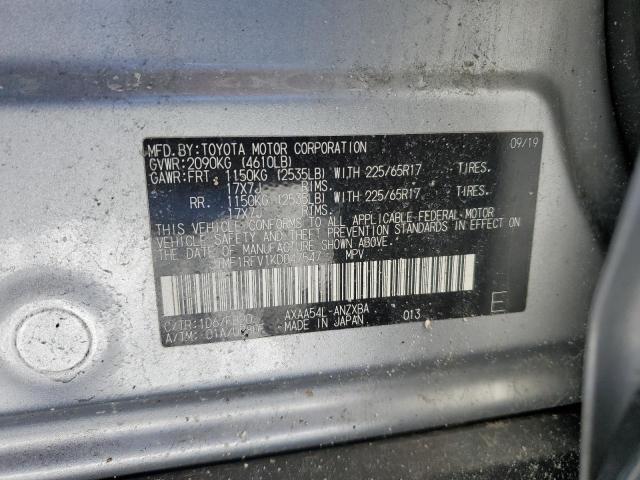 MFD.BY:TOYOTA MOTOR CORPORATION 09/19
GVWR:2090KG (4610LB)
GAWR:FRT. 1150KG (2535LB) WITH 225/65R17 TIRES,
17X7J RIMS.
RR. 1150KG (2535LB) WITH 225/65R17 TIRES,
17X7J RIMS.
THIS VEHICLE CONFORMS TO ALL APPLICABLE FEDERAL MOTOR
VEHICLE SAFETY AND THEFT PREVENTION STANDARDS IN EFFECT ON
THE DATE OF MANUFACTURE SHOWN ABOVE.
MPV
C/TR: AXAA54L-ANZXBA
A/TM: MADE IN JAPAN 013
E